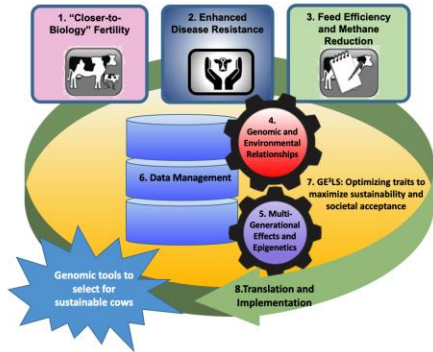 1. “Closer-to-
Biology” Fertility
2. Enhanced
Disease Resistance
3. Feed Efficiency
and Methane
Reduction
4.
Genomic and
Environmental
Relationships
6. Data Management
7. GE³LS: Optimizing traits to
maximize sustainability and
societal acceptance
5. Multi-
Generational
Effects and
Epigenetics
Genomic tools to
select for
sustainable cows
8.Translation and
Implementation